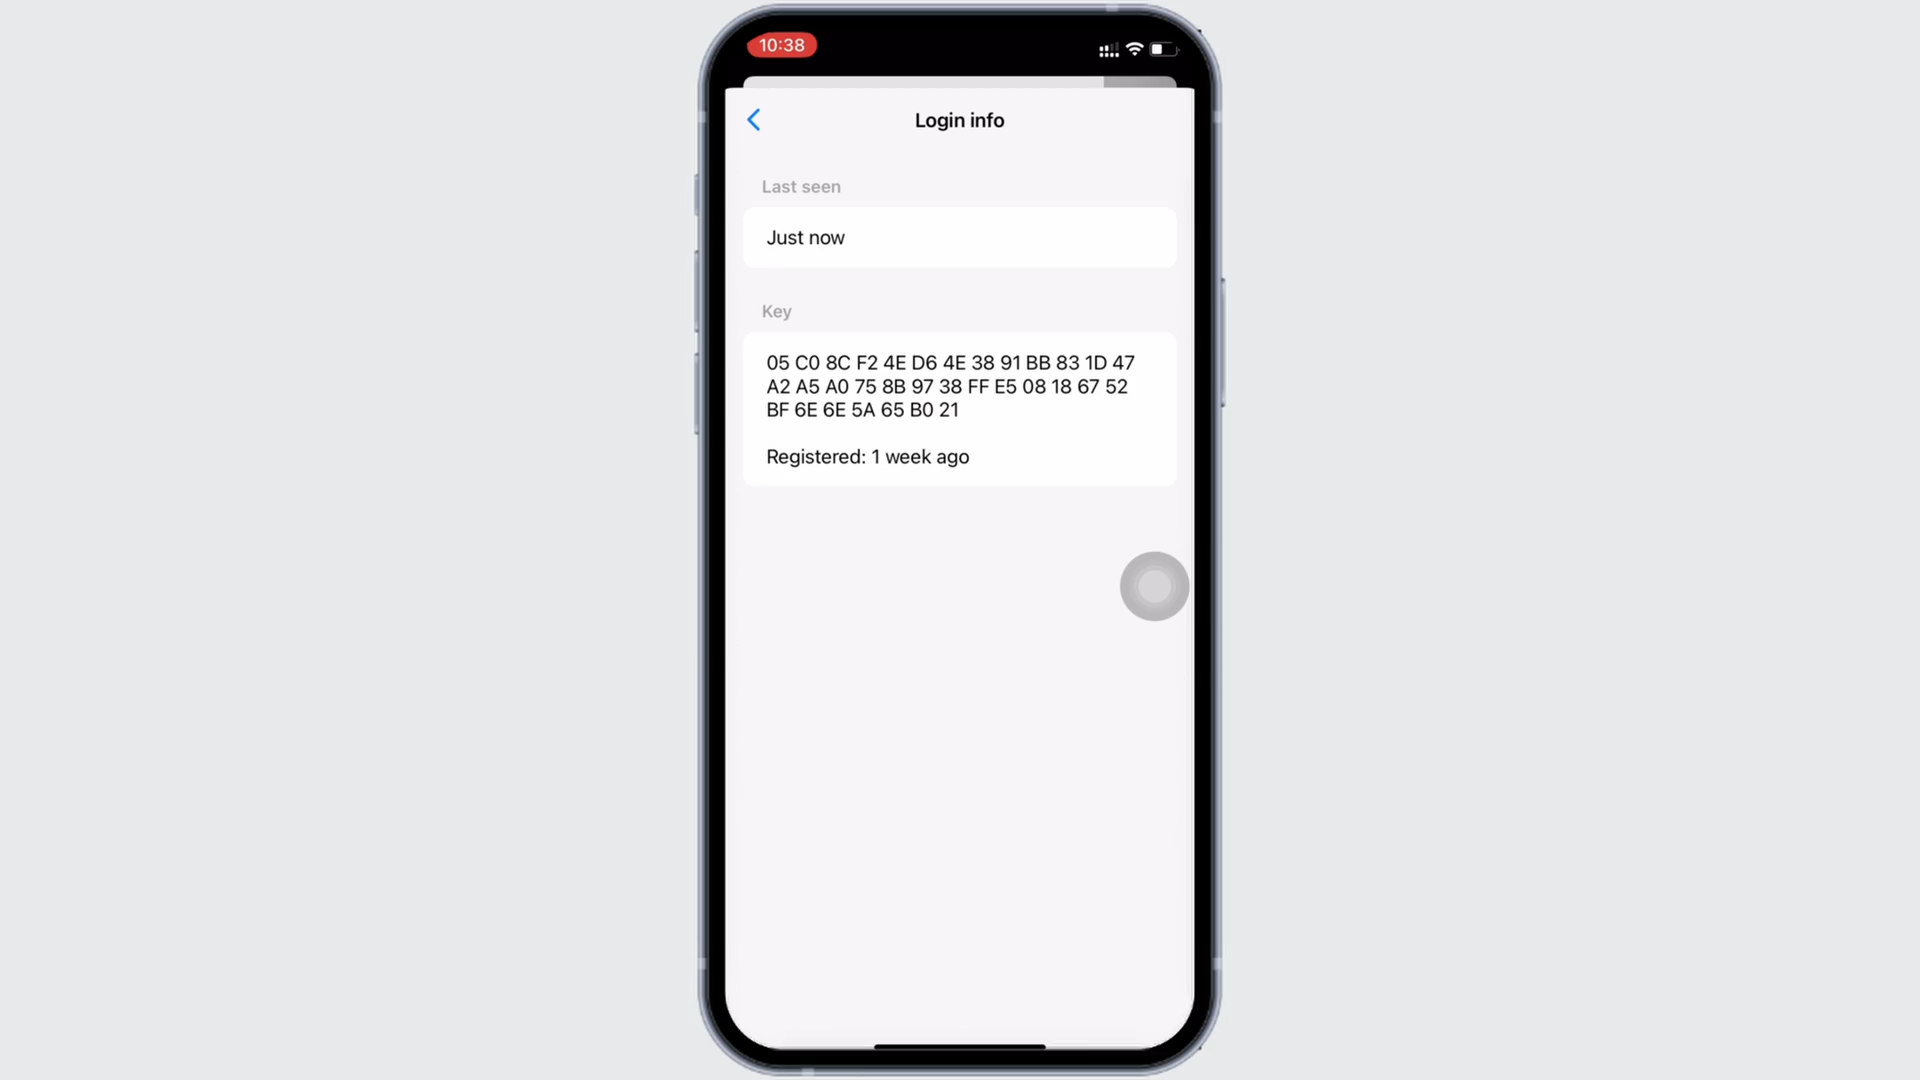 10:38
Login info
Last seen
Just now
Key
05 C0 8C F2 4E D6 4E 38 91 BB 83 1D 47
A2 A5 A0 75 8B 97 38 FF E5 08 18 67 52
BF 6E 6E 5A 65 B0 21
Registered: 1 week ago